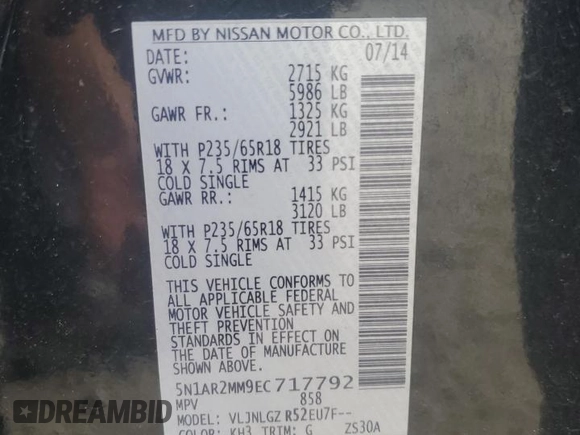 MFD BY NISSAN MOTOR CO., LTD.
DATE: 07/14
GVWR: 2715 KG
5986 LB
GAWR FR.: 1325 KG
2921 LB
WITH P235/65R18 TIRES
18 X 7.5 RIMS AT 33 PSI
COLD SINGLE
GAWR RR.: 1415 KG
3120 LB
WITH P235/65R18 TIRES
18 X 7.5 RIMS AT 33 PSI
COLD SINGLE
THIS VEHICLE CONFORMS TO
ALL APPLICABLE FEDERAL
MOTOR VEHICLE SAFETY AND
THEFT PREVENTION
STANDARDS IN EFFECT ON
THE DATE OF MANUFACTURE
SHOWN ABOVE.
5N1AR2MM9EC717792
MPV 858
MODEL: VLJNLGZ R52EU7F--
COLOR: KH3 TRIM: G ZS30A
EPIC.VIN